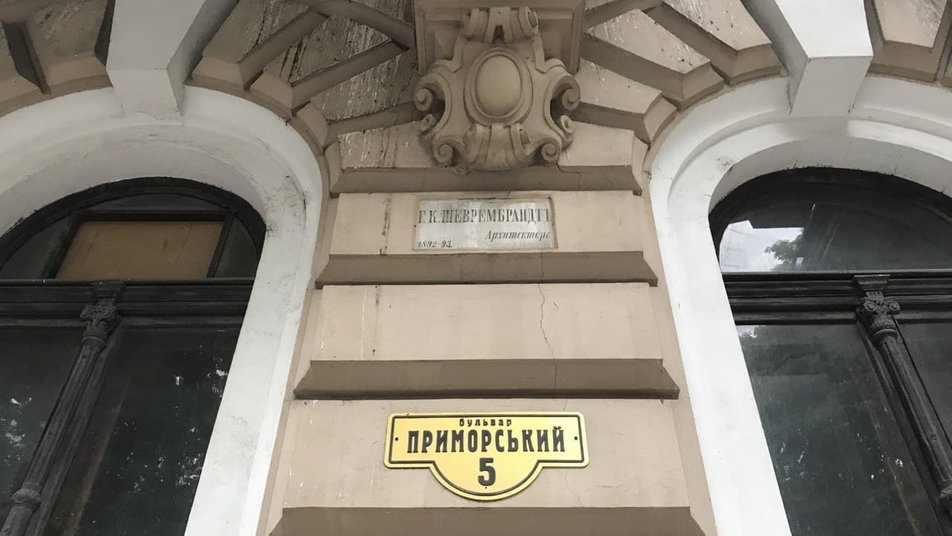 Г. К. ШЕВРЕМБРАНДТЪ
Архитекторъ
1892-93.
бульвар
ПРИМОРСЬКИЙ
5